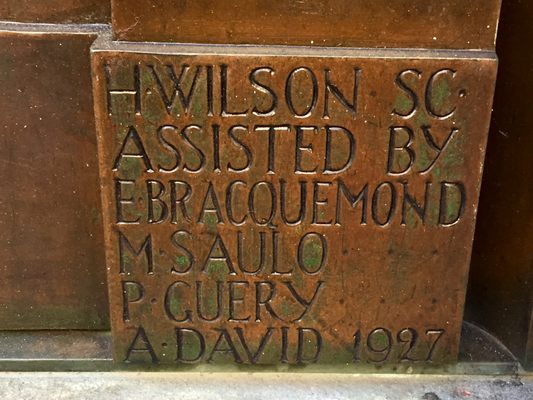 H·WILSON SC·
ASSISTED BY
E·BRACQUEMOND
M·SAULO
P·GUERY
A·DAVID 1927